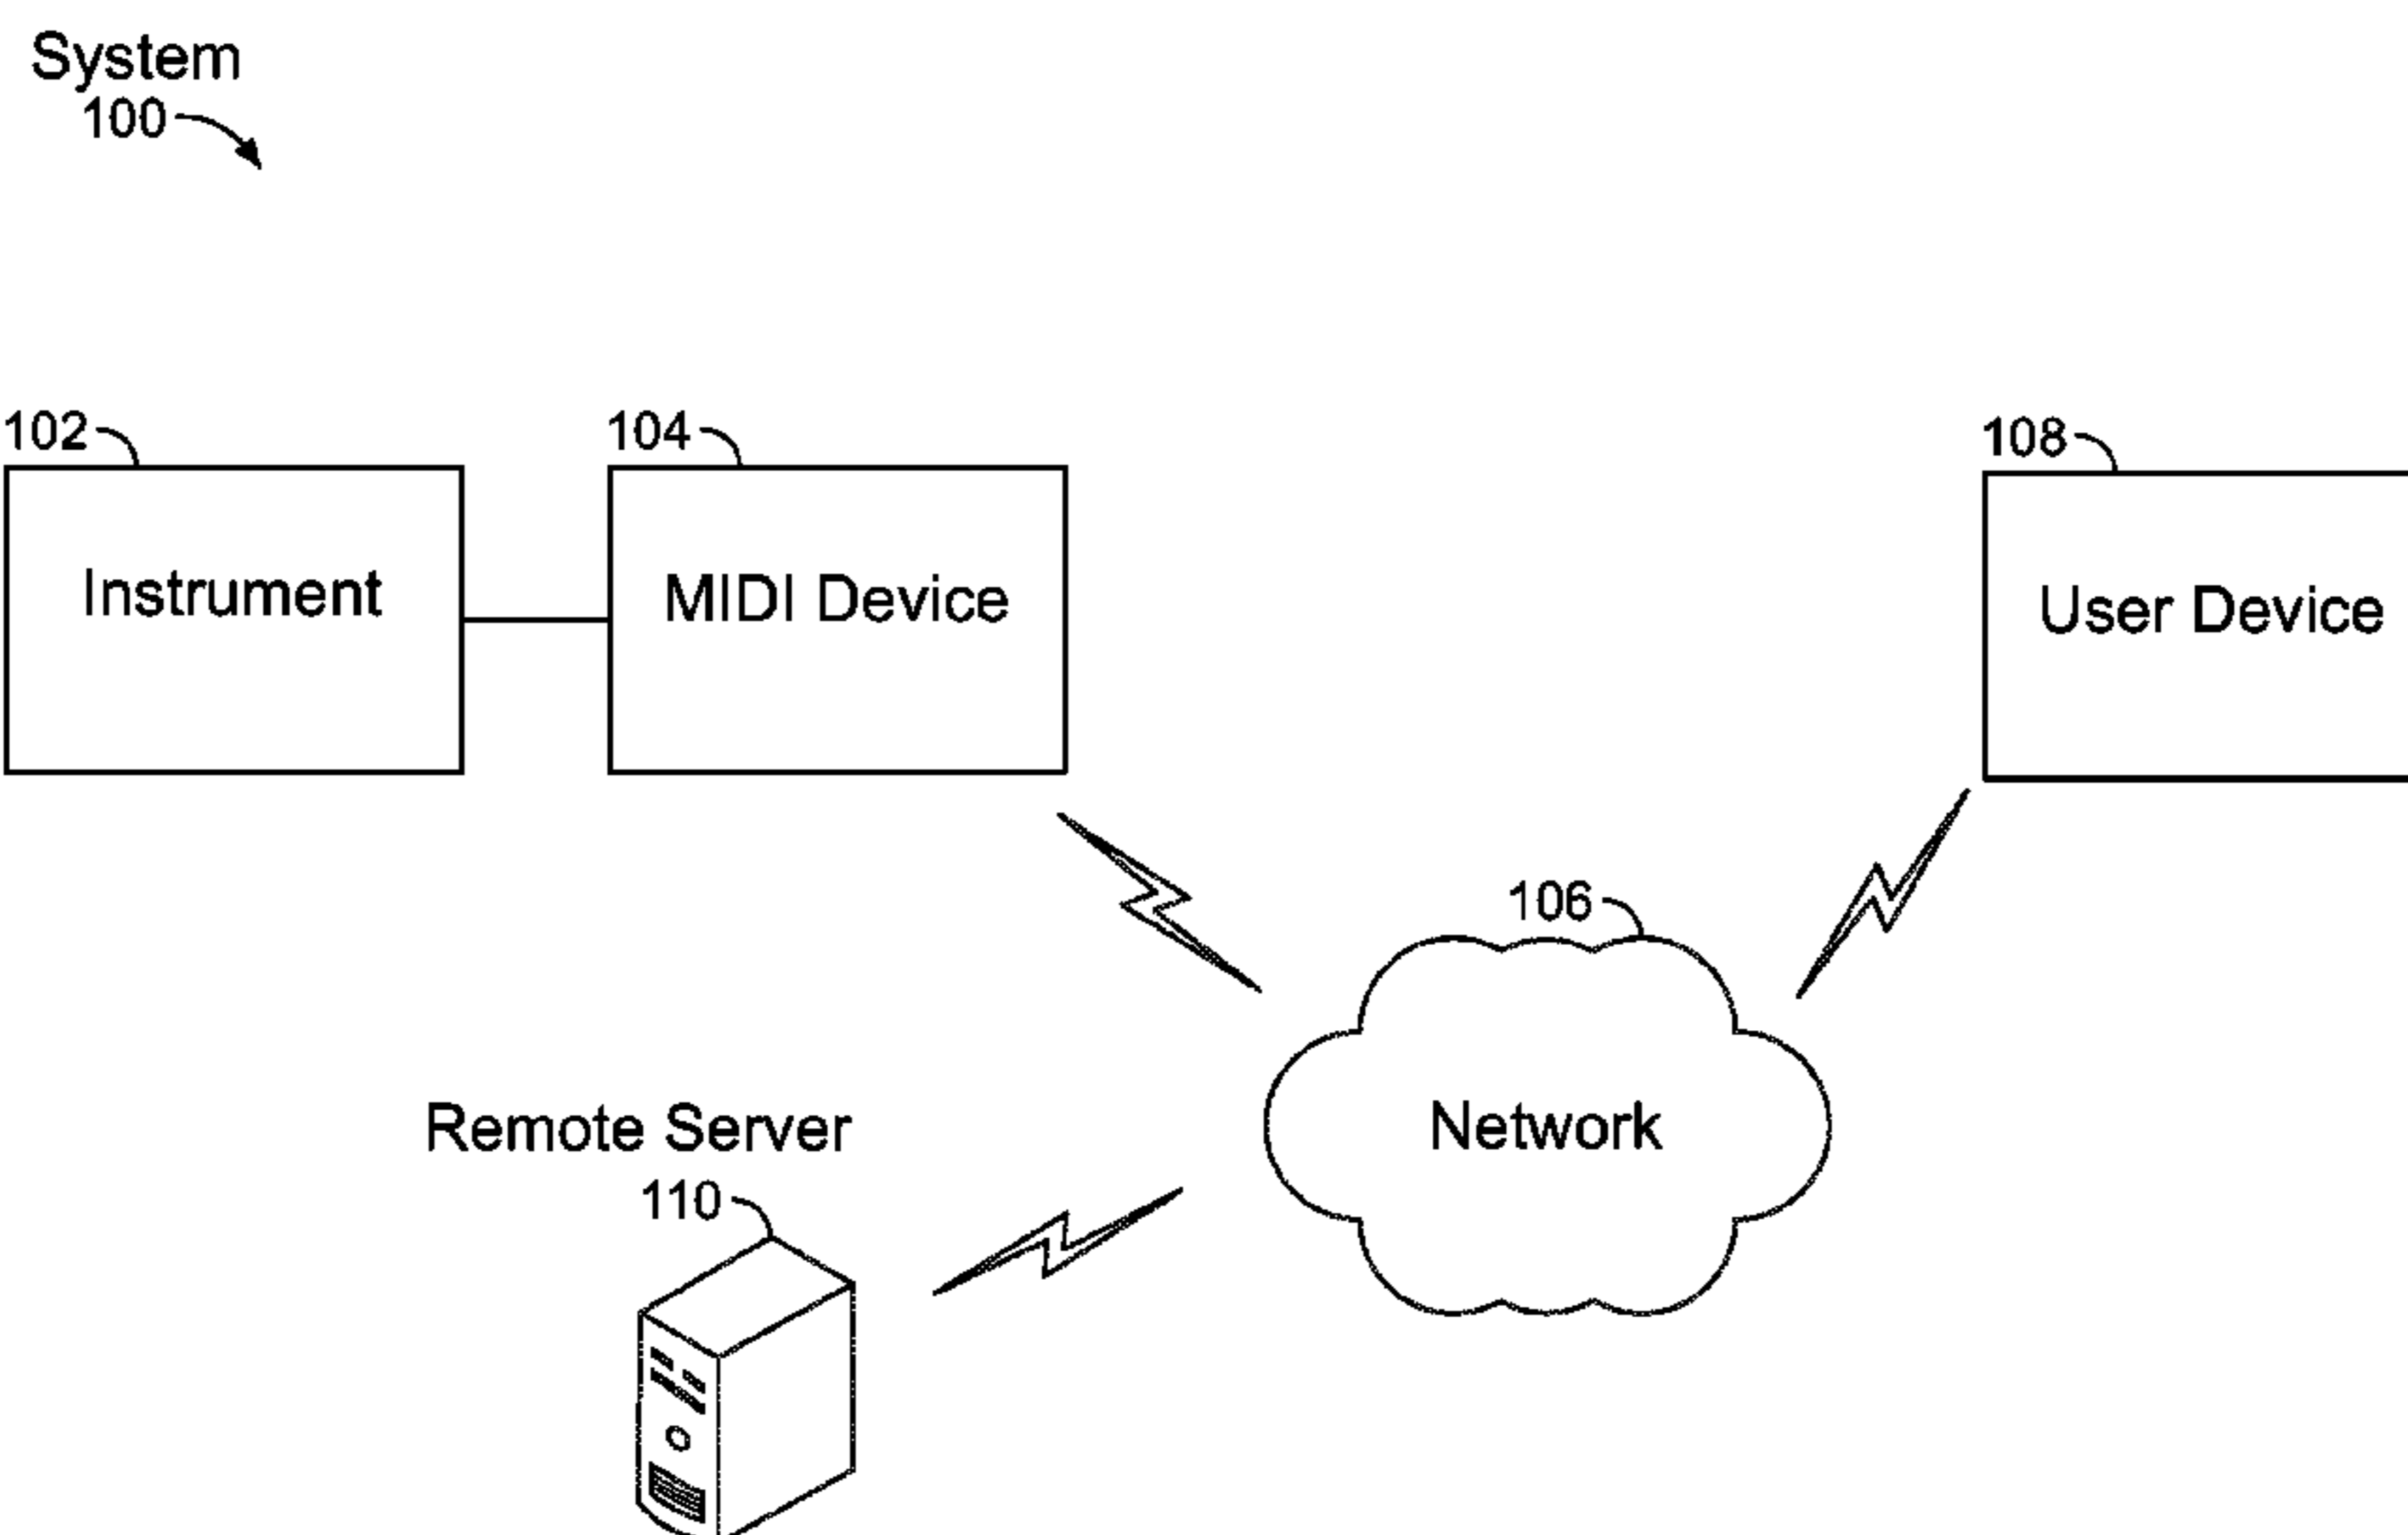 System
100
102
104
108
Instrument
MIDI Device
User Device
106
Network
Remote Server
110